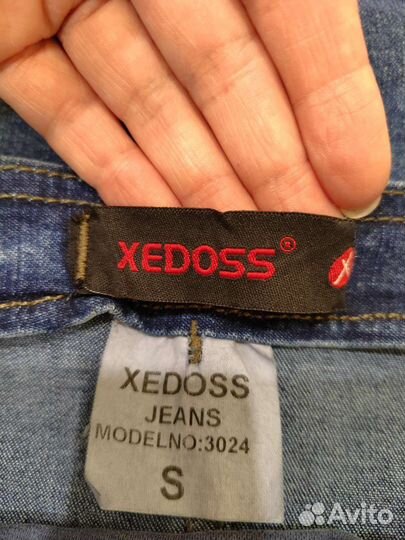 XEDOSS®
X
XEDOSS
JEANS
MODELNO:3024
S
Avito